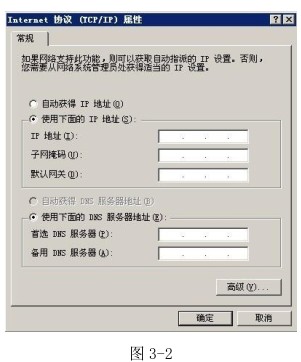 Internet 协议 (TCP/IP) 属性
常规
如果网络支持此功能，则可以获取自动指派的 IP 设置。否则，
您需要从网络系统管理员处获得适当的 IP 设置。
自动获得 IP 地址(O)
使用下面的 IP 地址(S):
IP 地址(I):
子网掩码(U):
默认网关(D):
自动获得 DNS 服务器地址(B)
使用下面的 DNS 服务器地址(E):
首选 DNS 服务器(P):
备用 DNS 服务器(A):
高级(V)...
确定 取消
图 3-2